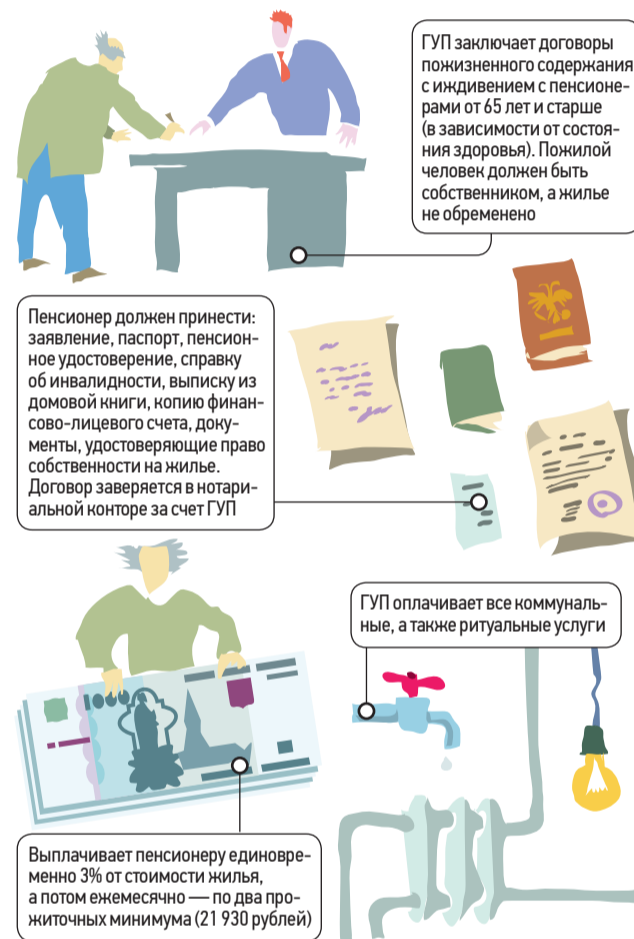 ГУП заключает договоры
пожизненного содержания
с иждивением с пенсионе-
рами от 65 лет и старше
(в зависимости от состоя-
ния здоровья). Пожилой
человек должен быть
собственником, а жилье
не обременено
Пенсионер должен принести:
заявление, паспорт, пенсион-
ное удостоверение, справку
об инвалидности, выписку из
домовой книги, копию финан-
сово-лицевого счета, доку-
менты, удостоверяющие право
собственности на жилье.
Договор заверяется в нотари-
альной конторе за счет ГУП
ГУП оплачивает все коммуналь-
ные, а также ритуальные услуги
1000
Выплачивает пенсионеру единовре-
менно 3% от стоимости жилья,
а потом ежемесячно — по два про-
житочных минимума (21 930 рублей)